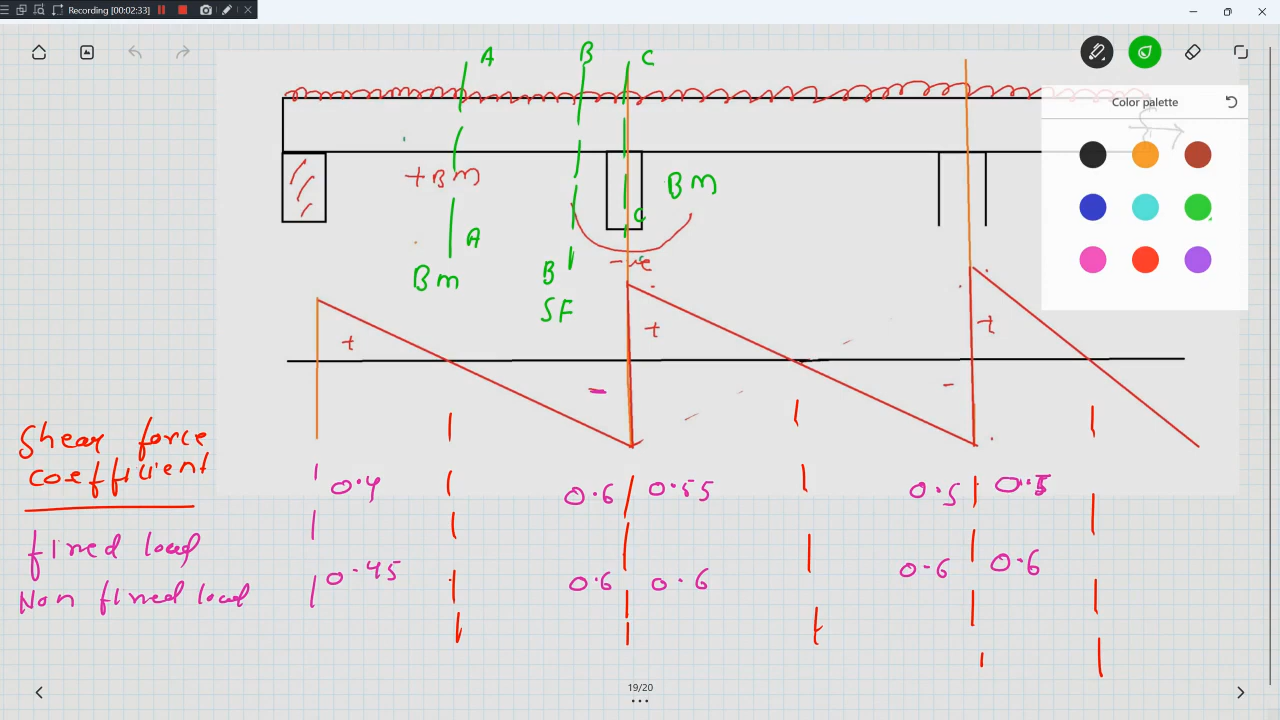 Recording [00:02:33]
A B C
Color palette
+Bm
Bm
C
A
-ve
Bm
B
SF
+ + +
- -
Shear force
coefficient
0.4 0.6 0.55 0.5 0.5
fixed load
0.45 0.6 0.6 0.6 0.6
Non fixed load
19/20